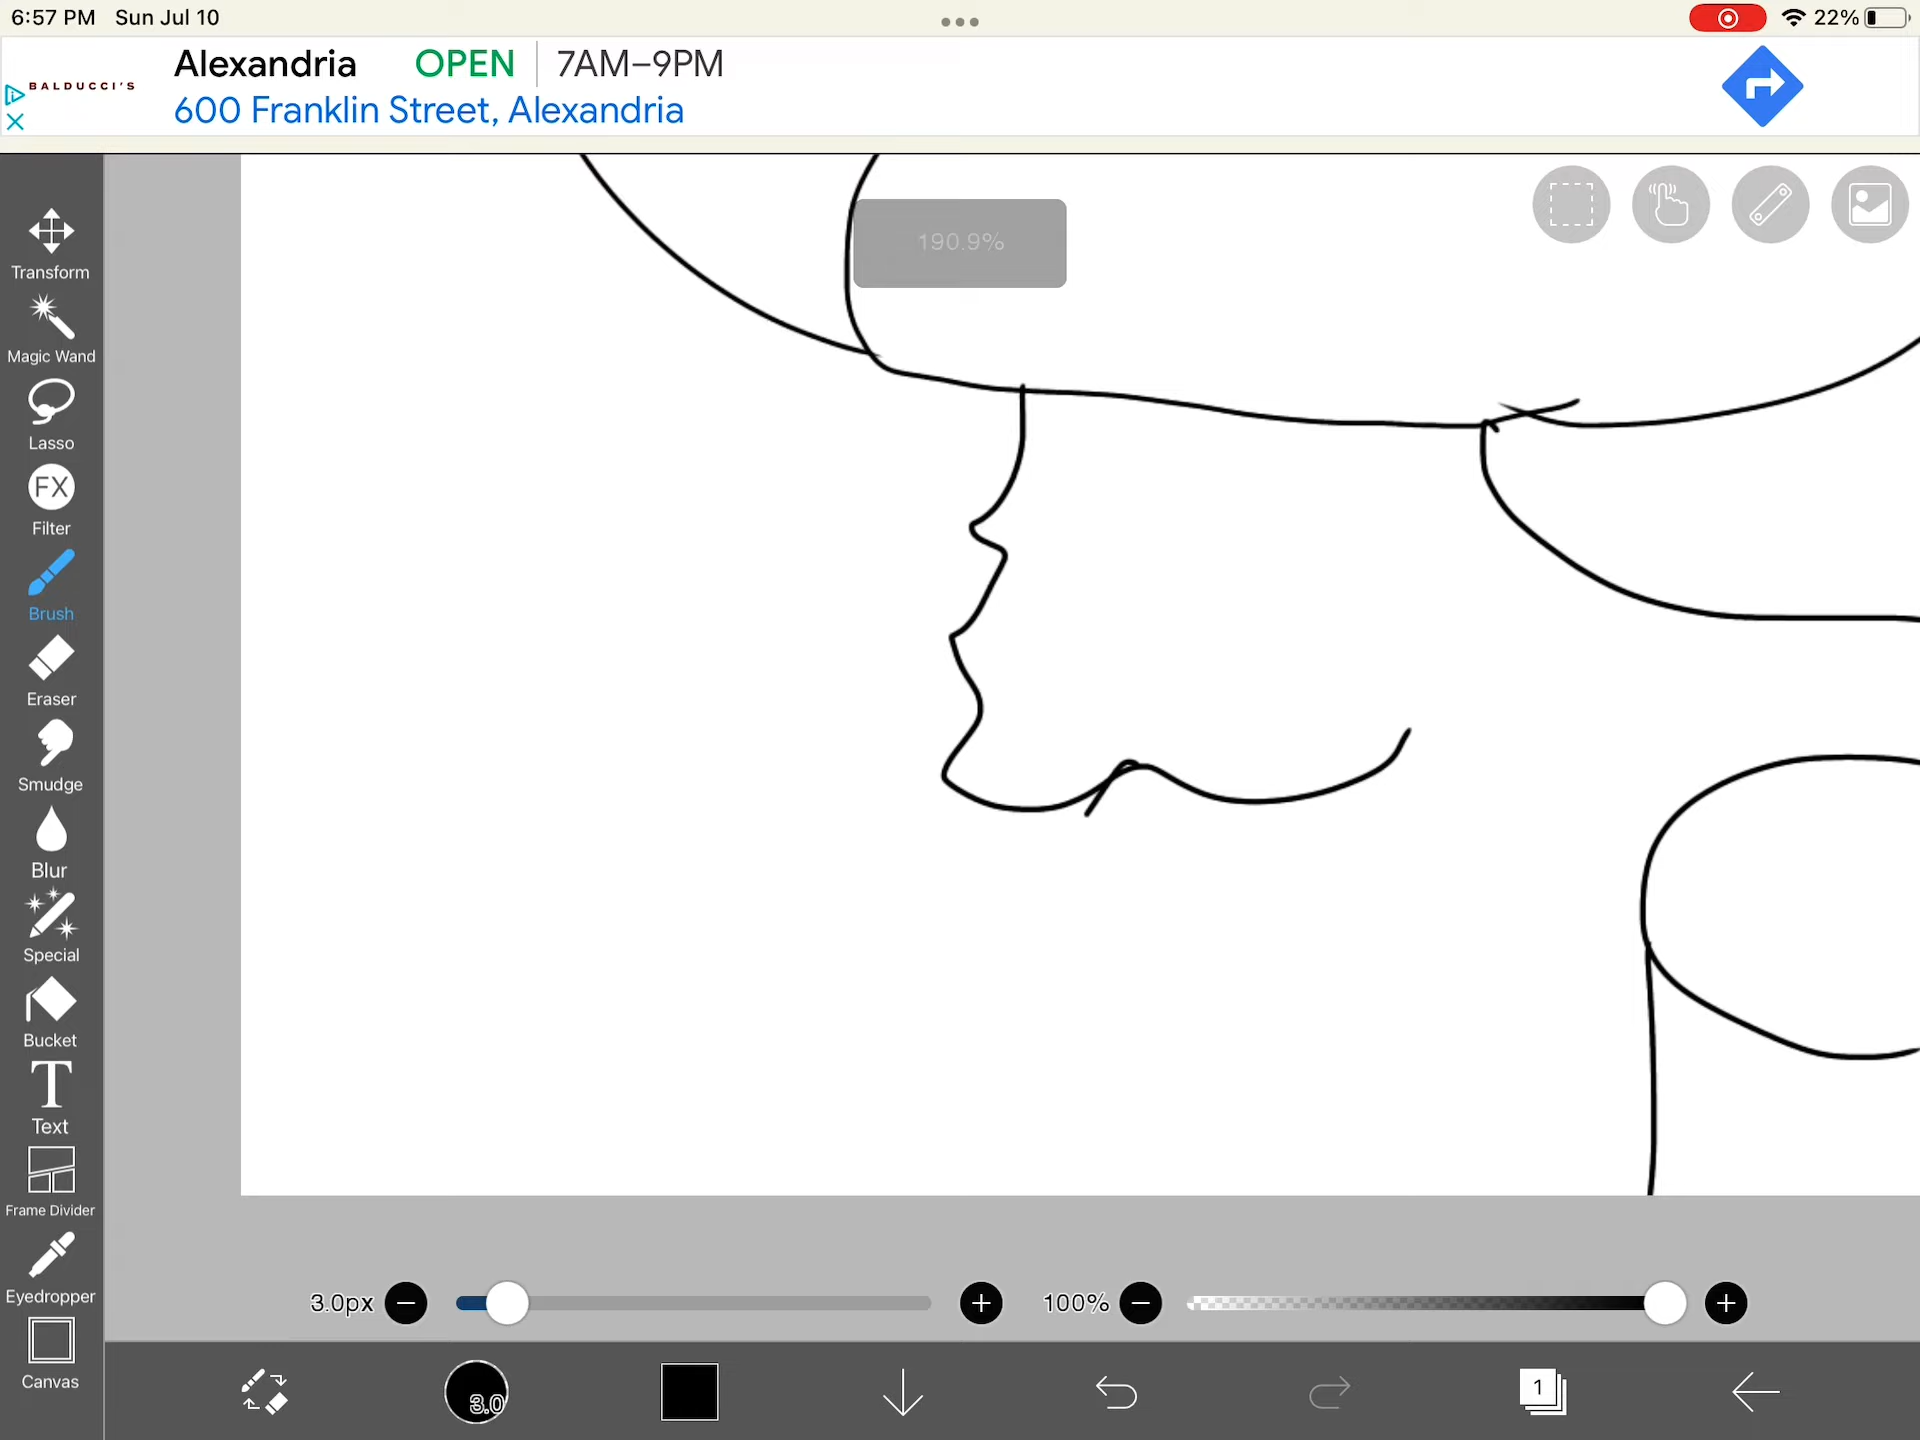 6:57 PM Sun Jul 10
22%
BALDUCCI'S
Alexandria OPEN 7AM–9PM
600 Franklin Street, Alexandria
190.9%
Transform
Magic Wand
Lasso
FX
Filter
Brush
Eraser
Smudge
Blur
Special
Bucket
T
Text
Frame Divider
Eyedropper
Canvas
3.0px
100%
3.0
1